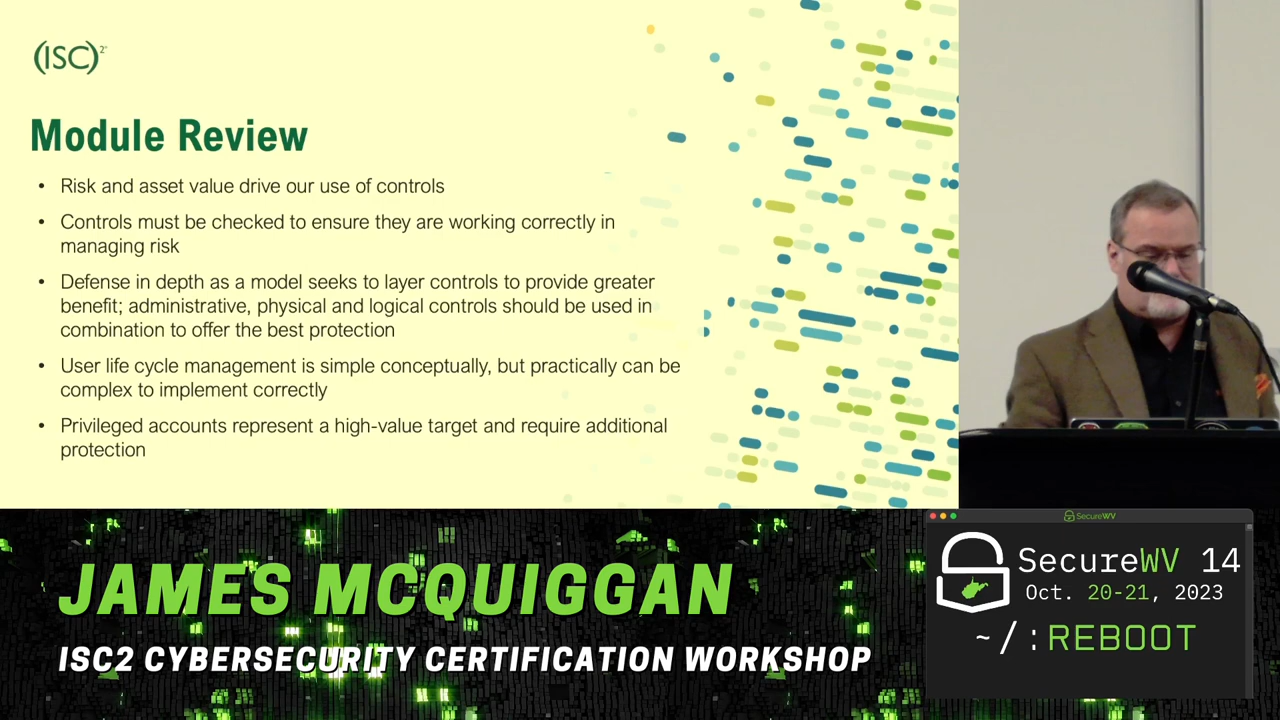 (ISC)2®
Module Review
• Risk and asset value drive our use of controls
• Controls must be checked to ensure they are working correctly in
managing risk
• Defense in depth as a model seeks to layer controls to provide greater
benefit; administrative, physical and logical controls should be used in
combination to offer the best protection
• User life cycle management is simple conceptually, but practically can be
complex to implement correctly
• Privileged accounts represent a high-value target and require additional
protection
JAMES MCQUIGGAN
ISC2 CYBERSECURITY CERTIFICATION WORKSHOP
SecureWV
SecureWV 14
Oct. 20-21, 2023
~/:REBOOT